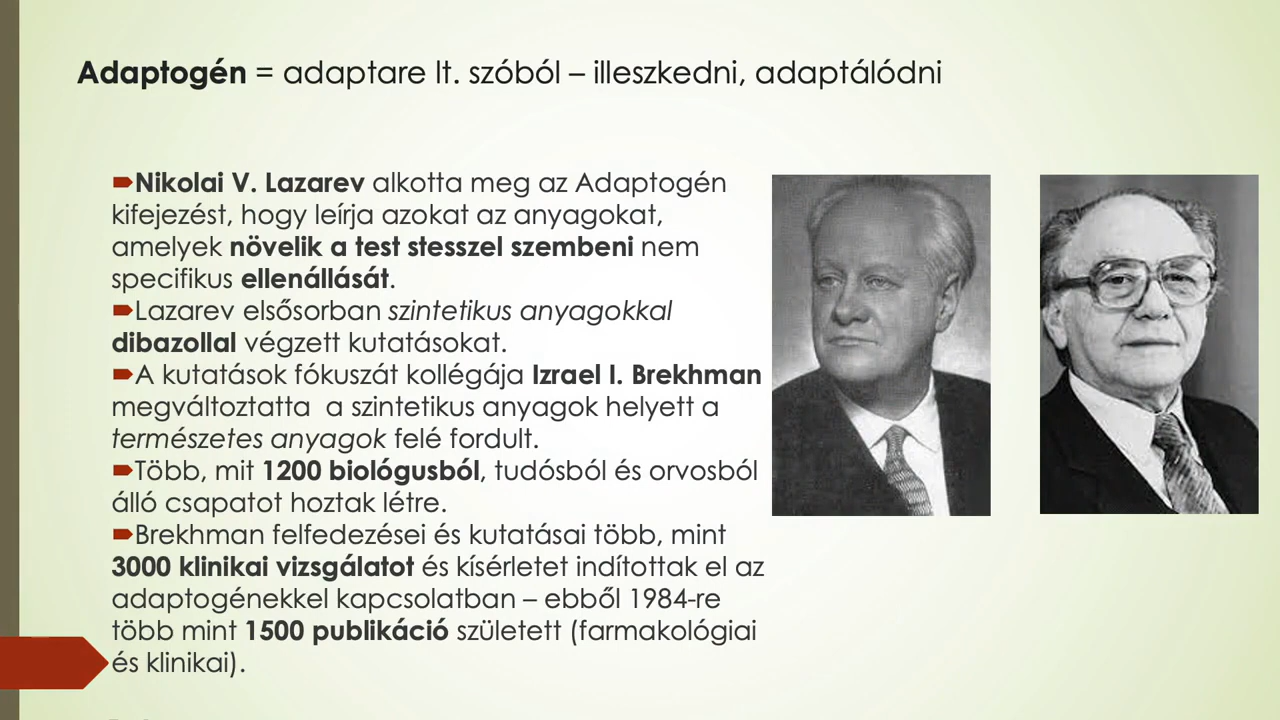 Adaptogén = adaptare lt. szóból – illeszkedni, adaptálódni
Nikolai V. Lazarev alkotta meg az Adaptogén
kifejezést, hogy leírja azokat az anyagokat,
amelyek növelik a test stesszel szembeni nem
specifikus ellenállását.
Lazarev elsősorban szintetikus anyagokkal
dibazollal végzett kutatásokat.
A kutatások fókuszát kollégája Izrael I. Brekhman
megváltoztatta  a szintetikus anyagok helyett a
természetes anyagok felé fordult.
Több, mit 1200 biológusból, tudósból és orvosból
álló csapatot hoztak létre.
Brekhman felfedezései és kutatásai több, mint
3000 klinikai vizsgálatot és kísérletet indítottak el az
adaptogénekkel kapcsolatban – ebből 1984-re
több mint 1500 publikáció született (farmakológiai
és klinikai).